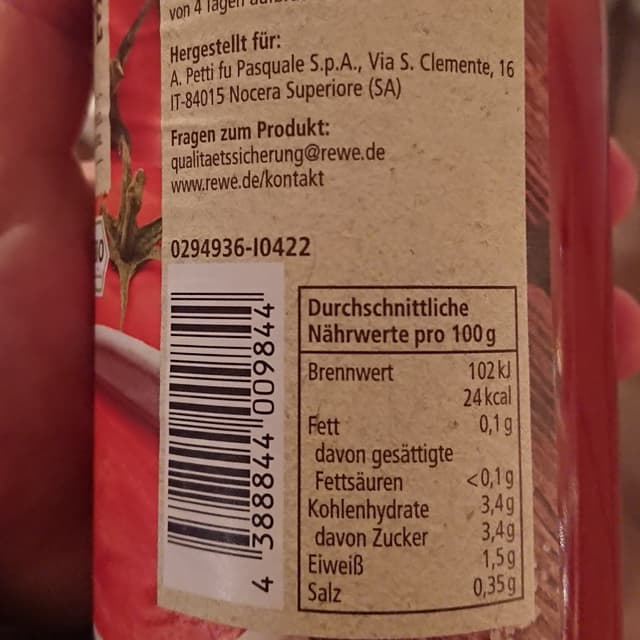 von 4 Tagen
Hergestellt für:
A. Petti fu Pasquale S.p.A., Via S. Clemente, 16
IT-84015 Nocera Superiore (SA)
Fragen zum Produkt:
qualitaetssicherung@rewe.de
www.rewe.de/kontakt
0294936-I0422
4 388844 009844
Durchschnittliche
Nährwerte pro 100 g
Brennwert 102 kJ
24 kcal
Fett 0,1 g
davon gesättigte
Fettsäuren <0,1 g
Kohlenhydrate 3,4 g
davon Zucker 3,4 g
Eiweiß 1,5 g
Salz 0,35 g